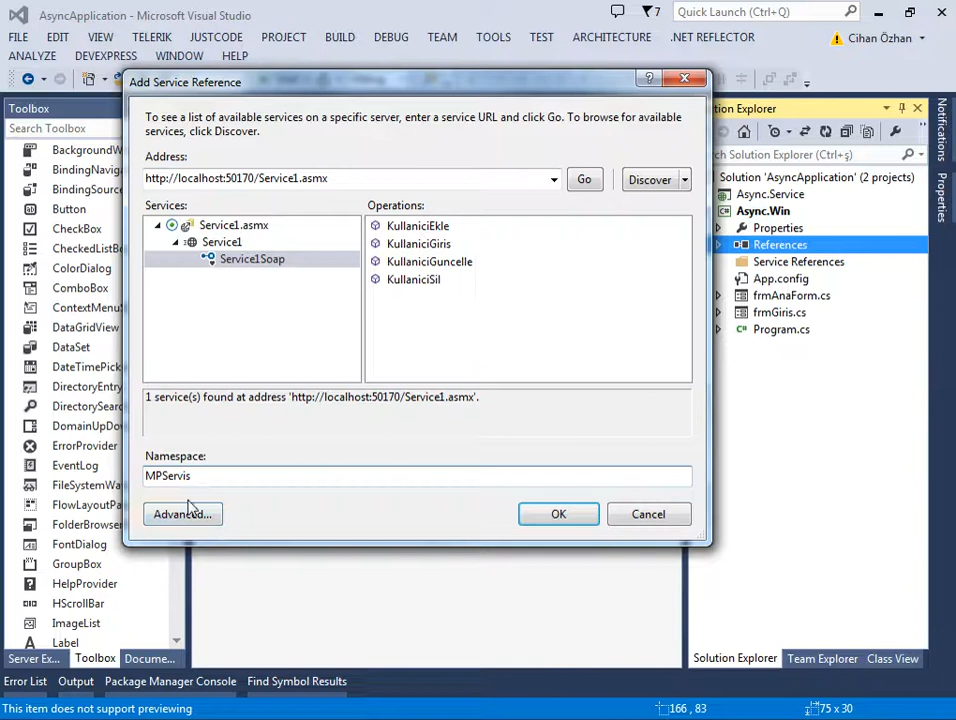 AsyncApplication - Microsoft Visual Studio
7
Quick Launch (Ctrl+Q)
FILE EDIT VIEW TELERIK JUSTCODE PROJECT BUILD DEBUG TEAM TOOLS TEST ARCHITECTURE .NET REFLECTOR
Cihan Özhan
ANALYZE DEVEXPRESS WINDOW HELP
Toolbox
Search Toolbox
BackgroundW
BindingNavig
BindingSource
Button
CheckBox
CheckedListB
ColorDialog
ComboBox
ContextMenu
DataGridView
DataSet
DateTimePick
DirectoryEntry
DirectorySear
DomainUpDo
ErrorProvider
EventLog
FileSystemWa
FlowLayoutPa
FolderBrowser
FontDialog
GroupBox
HelpProvider
HScrollBar
ImageList
Label
Server Ex... Toolbox Docume...
Add Service Reference
?
To see a list of available services on a specific server, enter a service URL and click Go. To browse for available
services, click Discover.
Address:
http://localhost:50170/Service1.asmx
Go
Discover
Services:
Service1.asmx
Service1
Service1Soap
Operations:
KullaniciEkle
KullaniciGiris
KullaniciGuncelle
KullaniciSil
1 service(s) found at address 'http://localhost:50170/Service1.asmx'.
Namespace:
MPServis
Advanced...
OK
Cancel
Solution Explorer
Search Solution Explorer (Ctrl+ş)
Solution 'AsyncApplication' (2 projects)
Async.Service
Async.Win
Properties
References
Service References
App.config
frmAnaForm.cs
frmGiris.cs
Program.cs
Solution Explorer Team Explorer Class View
Notifications
Properties
Error List Output Package Manager Console Find Symbol Results
This item does not support previewing
166 , 83
75 x 30